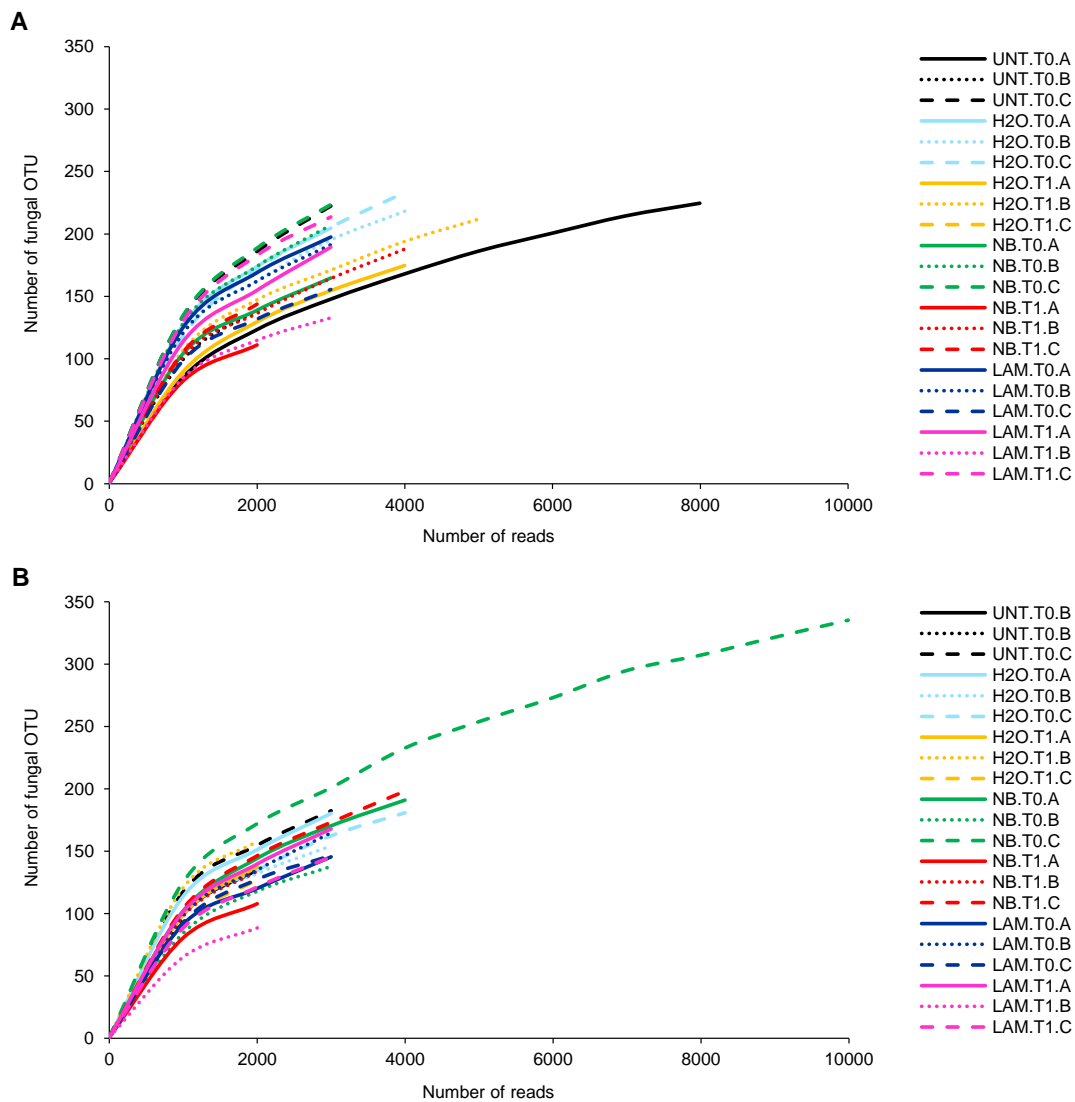 A
350
300
250
200
150
100
50
0
Number of fungal OTU
0 2000 4000 6000 8000 10000
Number of reads
UNT.T0.A
UNT.T0.B
UNT.T0.C
H2O.T0.A
H2O.T0.B
H2O.T0.C
H2O.T1.A
H2O.T1.B
H2O.T1.C
NB.T0.A
NB.T0.B
NB.T0.C
NB.T1.A
NB.T1.B
NB.T1.C
LAM.T0.A
LAM.T0.B
LAM.T0.C
LAM.T1.A
LAM.T1.B
LAM.T1.C
B
350
300
250
200
150
100
50
0
Number of fungal OTU
0 2000 4000 6000 8000 10000
Number of reads
UNT.T0.B
UNT.T0.B
UNT.T0.C
H2O.T0.A
H2O.T0.B
H2O.T0.C
H2O.T1.A
H2O.T1.B
H2O.T1.C
NB.T0.A
NB.T0.B
NB.T0.C
NB.T1.A
NB.T1.B
NB.T1.C
LAM.T0.A
LAM.T0.B
LAM.T0.C
LAM.T1.A
LAM.T1.B
LAM.T1.C